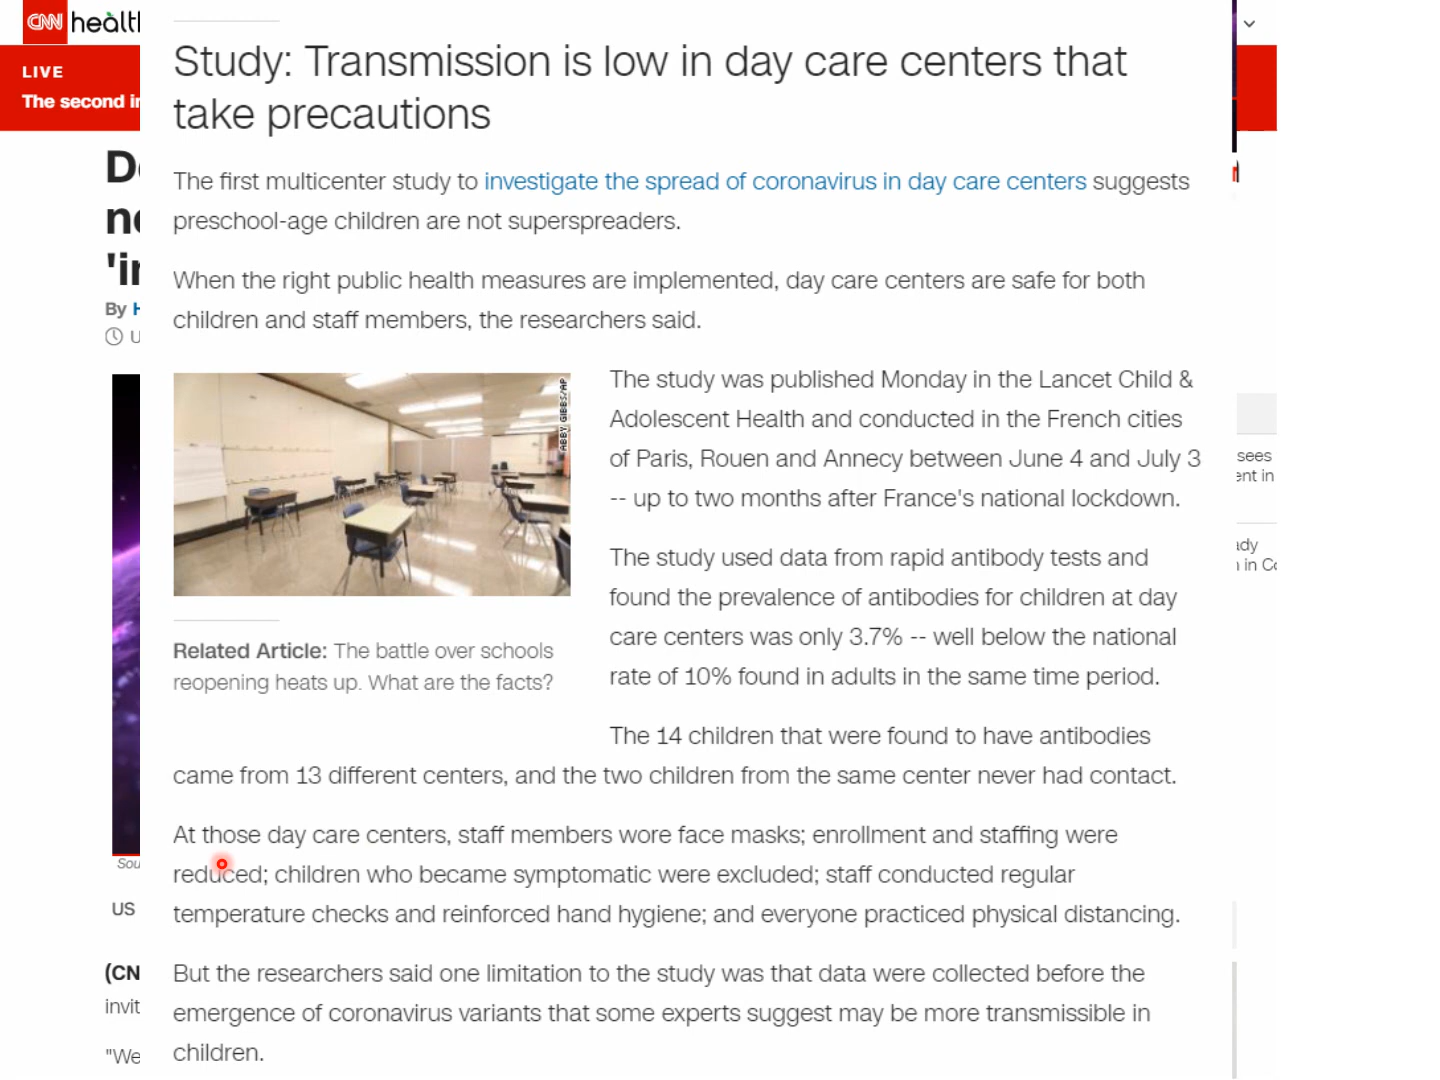 CNN health
LIVE
The second
By
Study: Transmission is low in day care centers that
take precautions
The first multicenter study to investigate the spread of coronavirus in day care centers suggests
preschool-age children are not superspreaders.
When the right public health measures are implemented, day care centers are safe for both
children and staff members, the researchers said.
ABBY GIBBS/AP
Related Article: The battle over schools
reopening heats up. What are the facts?
The study was published Monday in the Lancet Child &
Adolescent Health and conducted in the French cities
of Paris, Rouen and Annecy between June 4 and July 3
-- up to two months after France's national lockdown.
The study used data from rapid antibody tests and
found the prevalence of antibodies for children at day
care centers was only 3.7% -- well below the national
rate of 10% found in adults in the same time period.
The 14 children that were found to have antibodies
came from 13 different centers, and the two children from the same center never had contact.
At those day care centers, staff members wore face masks; enrollment and staffing were
reduced; children who became symptomatic were excluded; staff conducted regular
temperature checks and reinforced hand hygiene; and everyone practiced physical distancing.
But the researchers said one limitation to the study was that data were collected before the
emergence of coronavirus variants that some experts suggest may be more transmissible in
children.
US
"We
sees
in
in